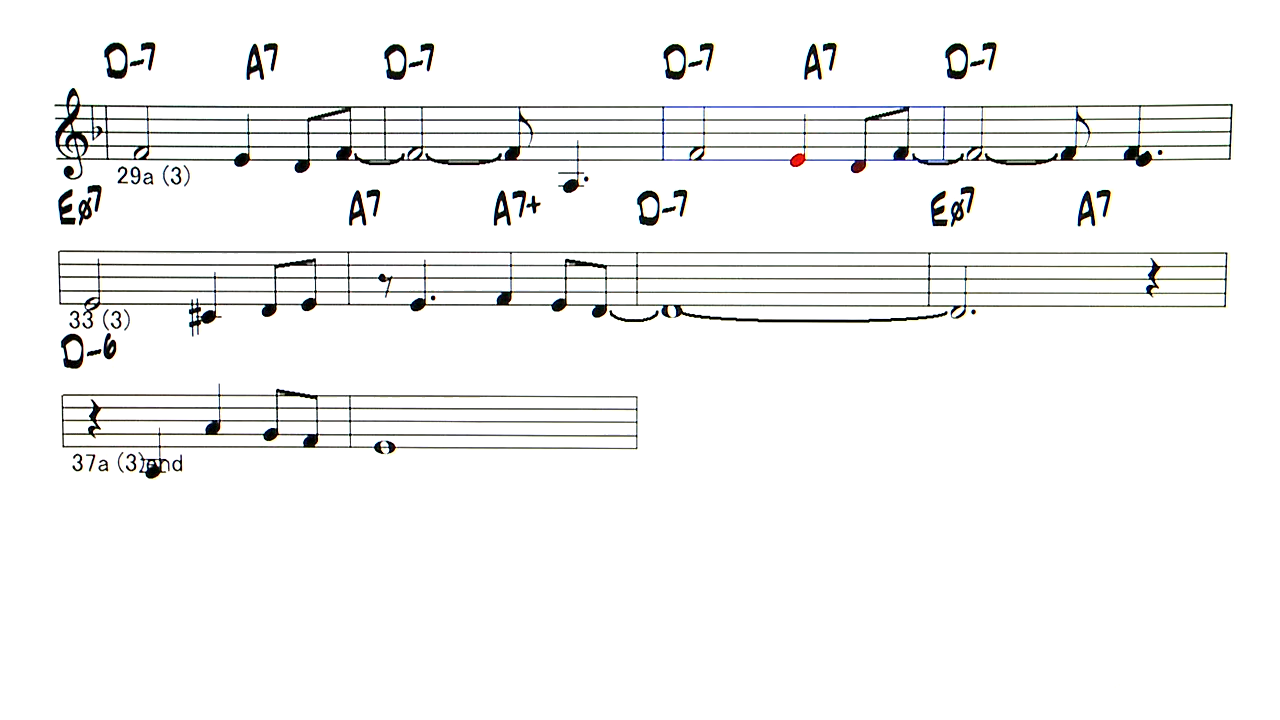 D-7 A7 D-7 D-7 A7 D-7
29a (3)
Eø7 A7 A7+ D-7 Eø7 A7
33 (3)
D-6
37a (3)end